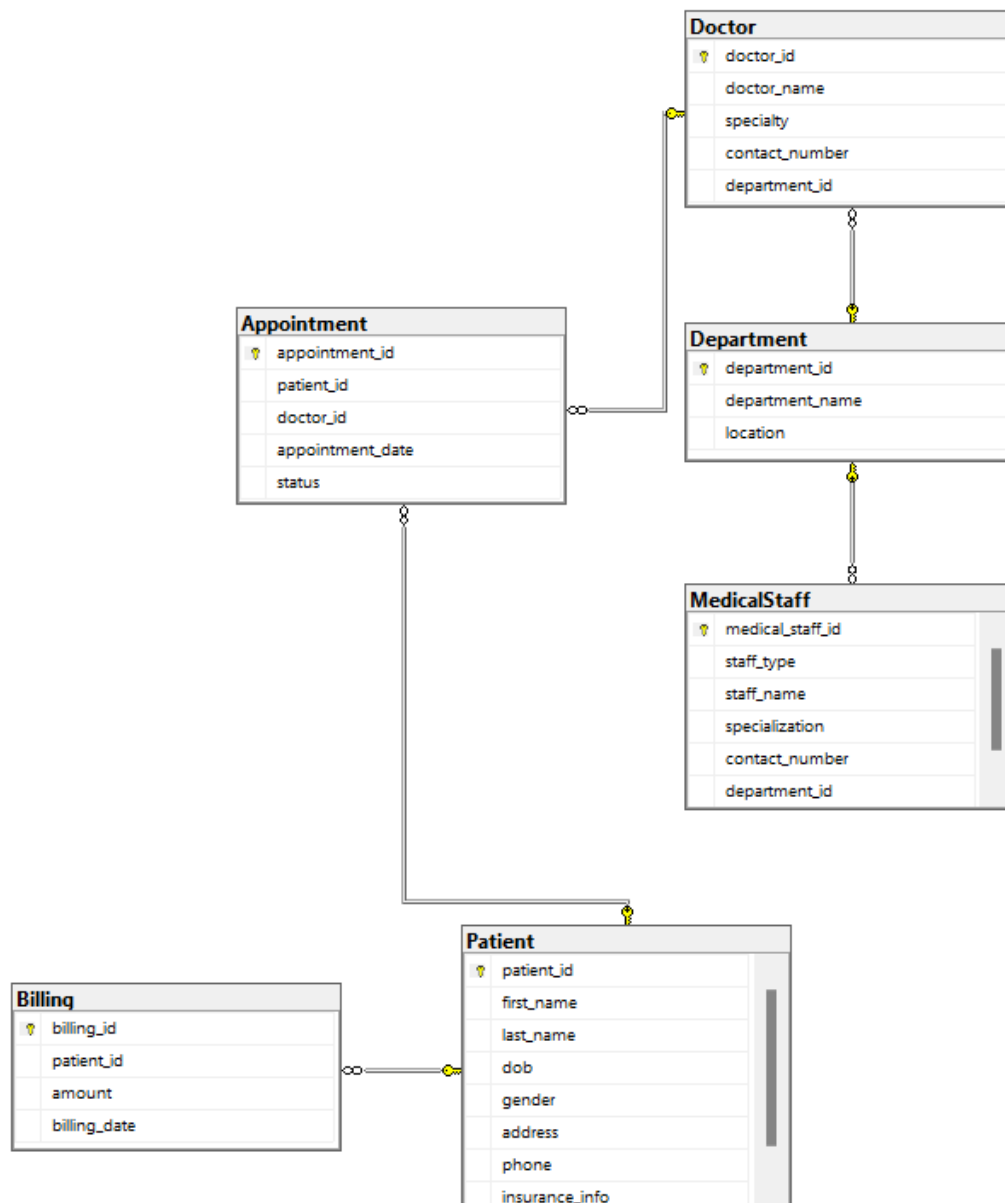 Doctor
doctor_id
doctor_name
specialty
contact_number
department_id
Appointment
appointment_id
patient_id
doctor_id
appointment_date
status
Department
department_id
department_name
location
MedicalStaff
medical_staff_id
staff_type
staff_name
specialization
contact_number
department_id
Patient
patient_id
first_name
last_name
dob
gender
address
phone
insurance_info
Billing
billing_id
patient_id
amount
billing_date